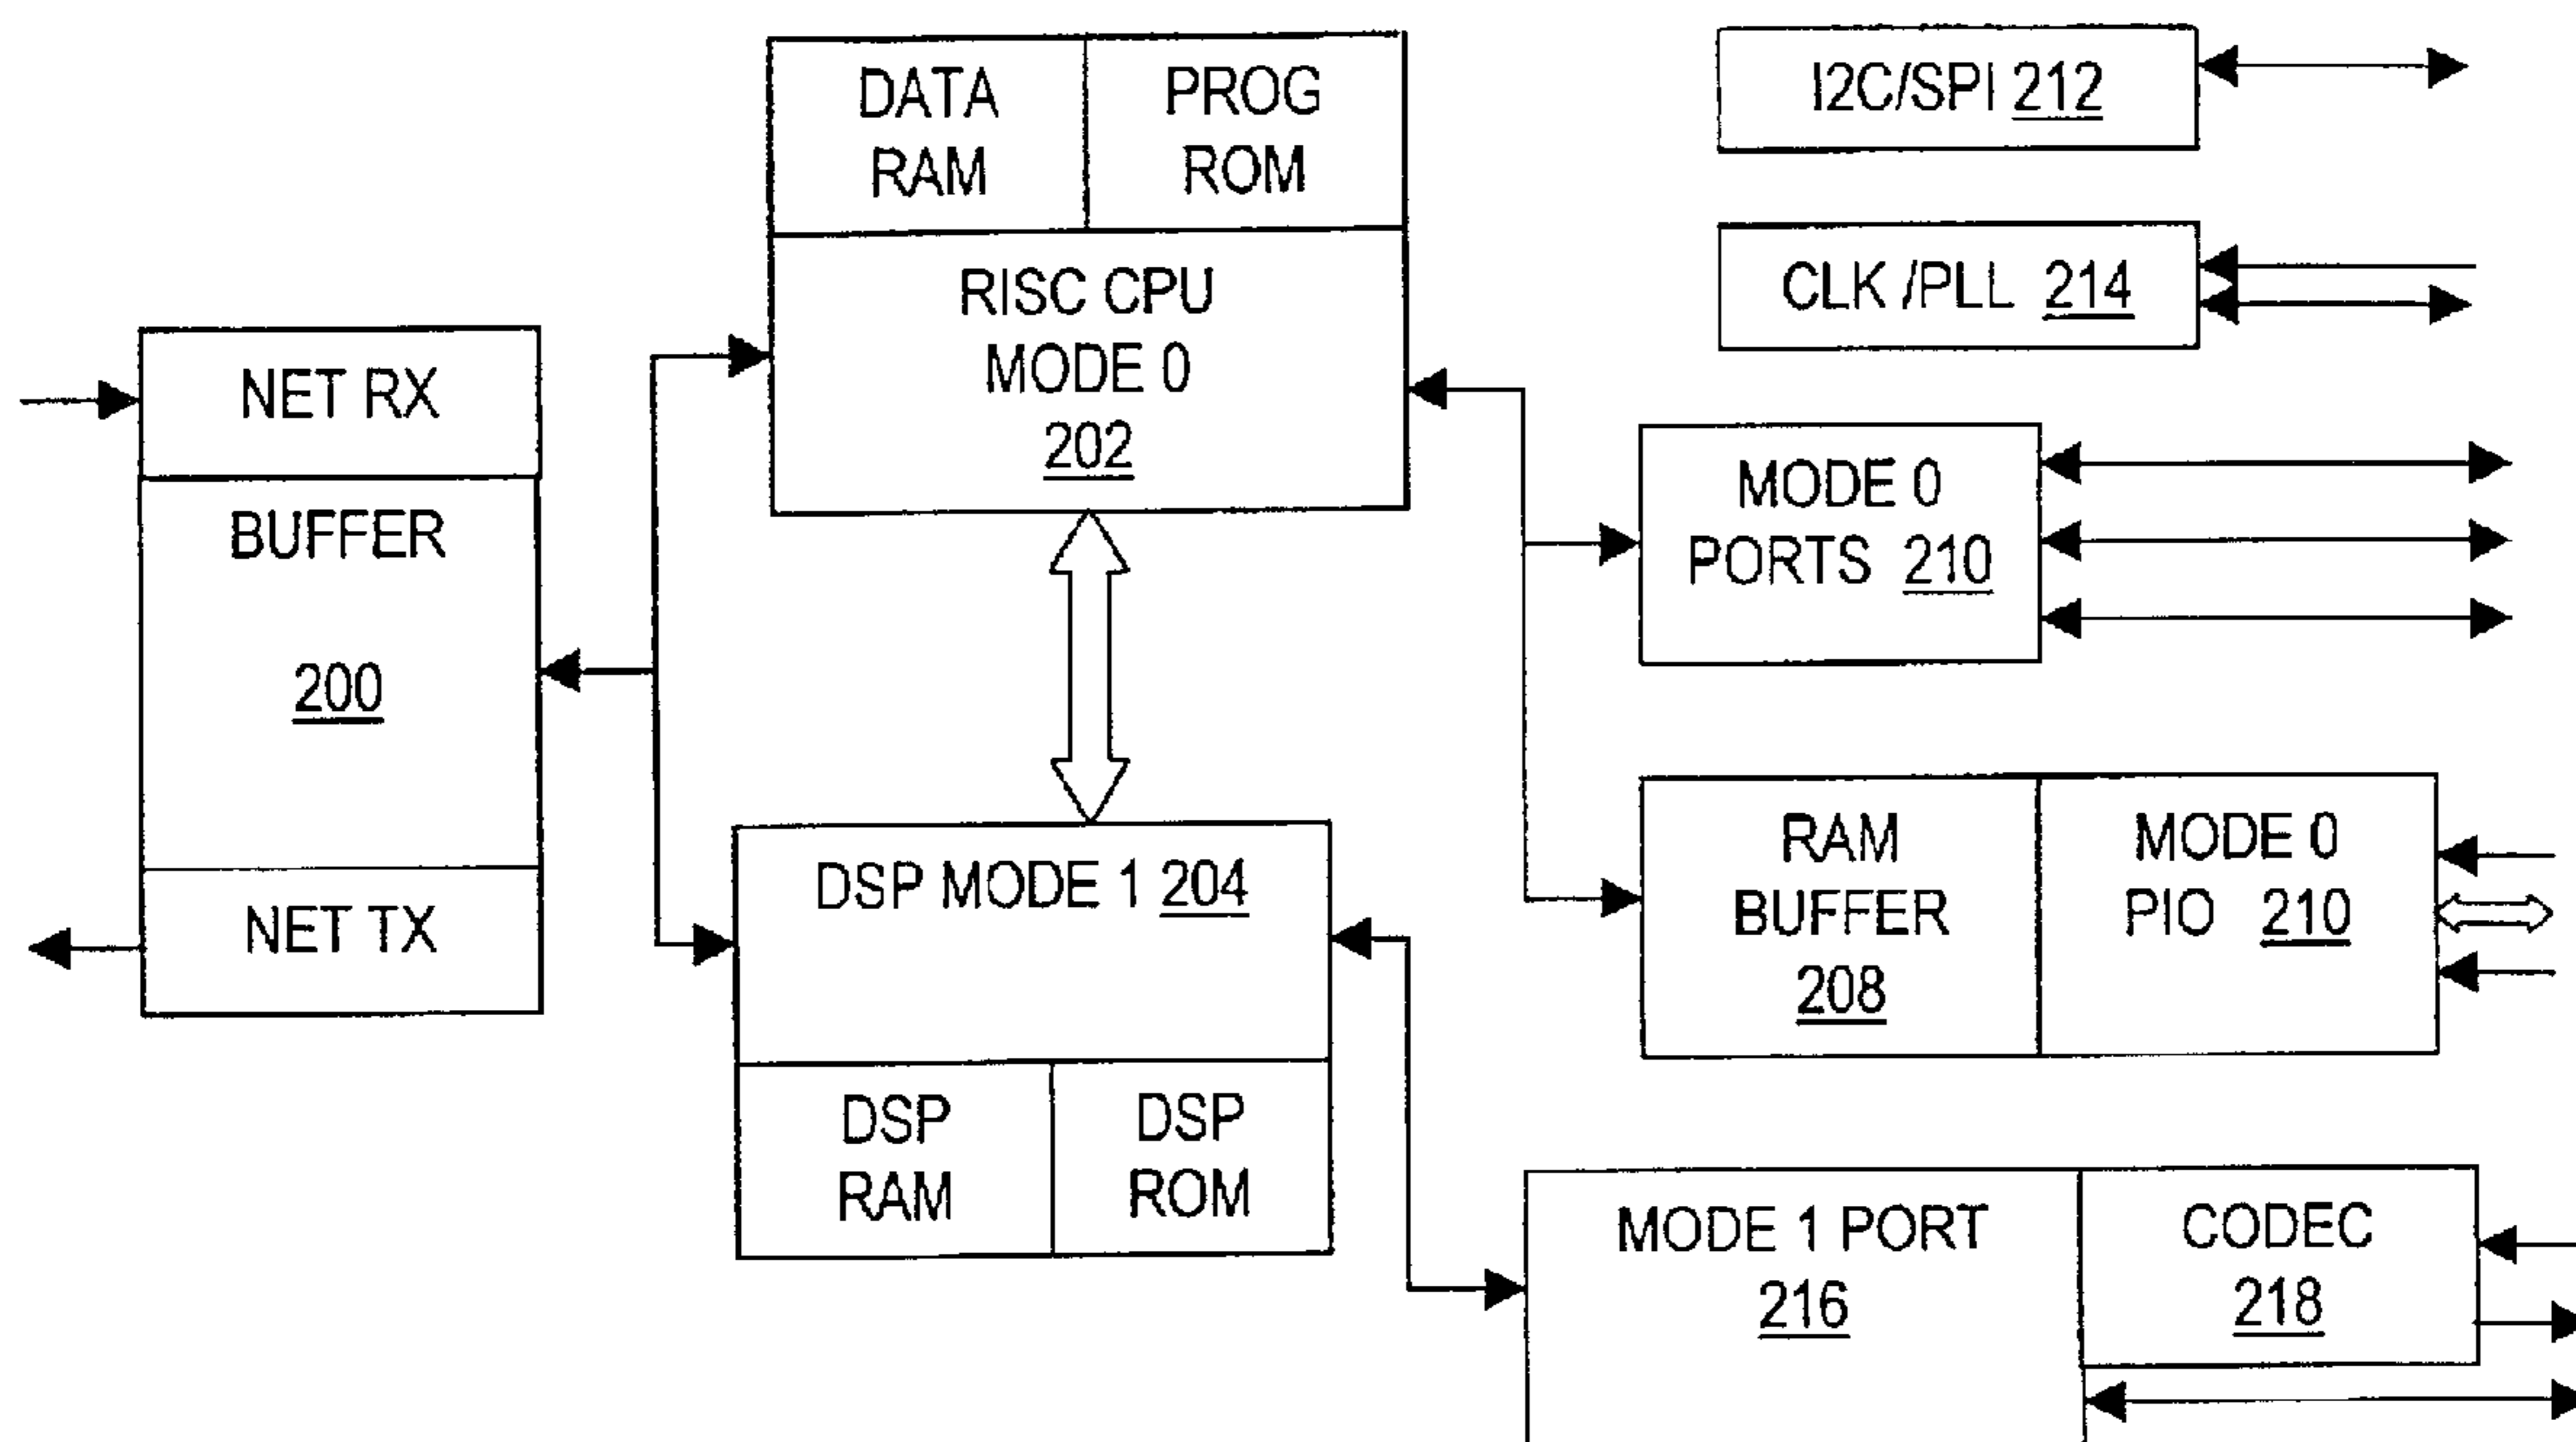 NET RX
BUFFER
200
NET TX
DATA
RAM
PROG
ROM
RISC CPU
MODE 0
202
DSP MODE 1 204
DSP
RAM
DSP
ROM
I2C/SPI 212
CLK /PLL 214
MODE 0
PORTS 210
RAM
BUFFER
208
MODE 0
PIO 210
MODE 1 PORT
216
CODEC
218